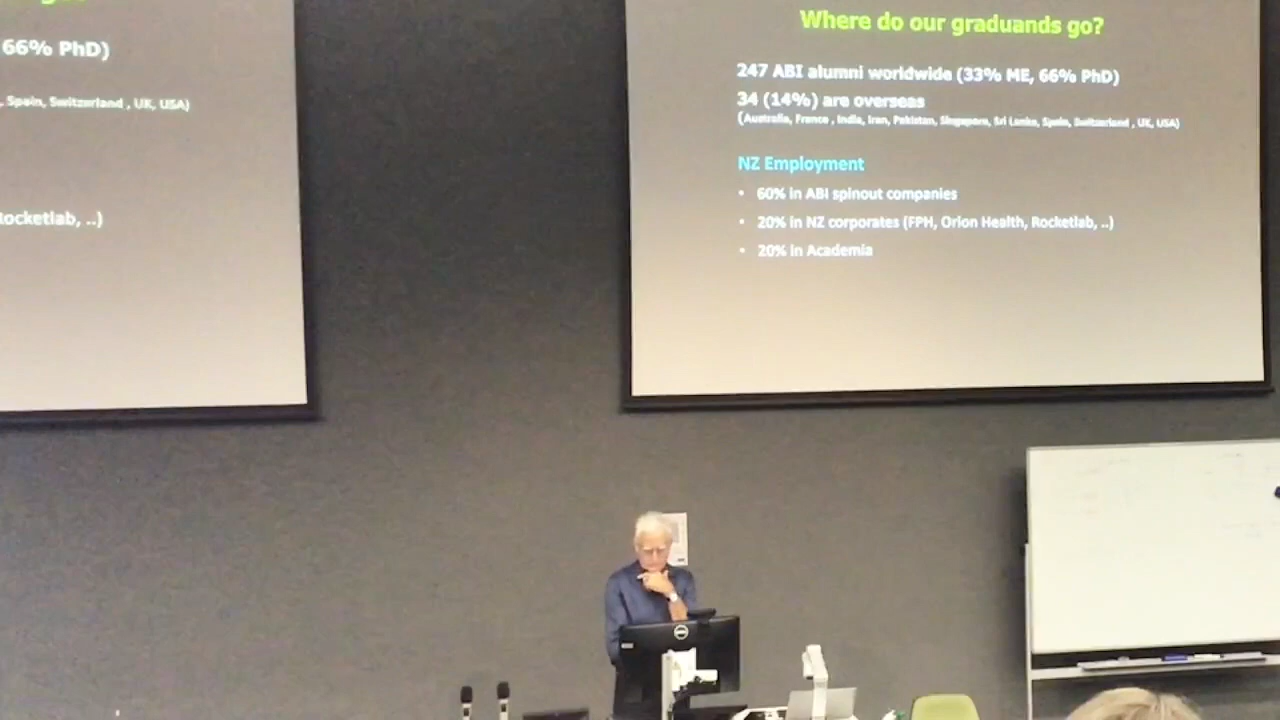 66% PhD)
Spain, Switzerland , UK, USA)
ocketlab, ..)
Where do our graduands go?
247 ABI alumni worldwide (33% ME, 66% PhD)
34 (14%) are overseas
(Australia, France , India, Iran, Pakistan, Singapore, Sri Lanka, Spain, Switzerland , UK, USA)
NZ Employment
• 60% in ABI spinout companies
• 20% in NZ corporates (FPH, Orion Health, Rocketlab, ..)
• 20% in Academia
DELL